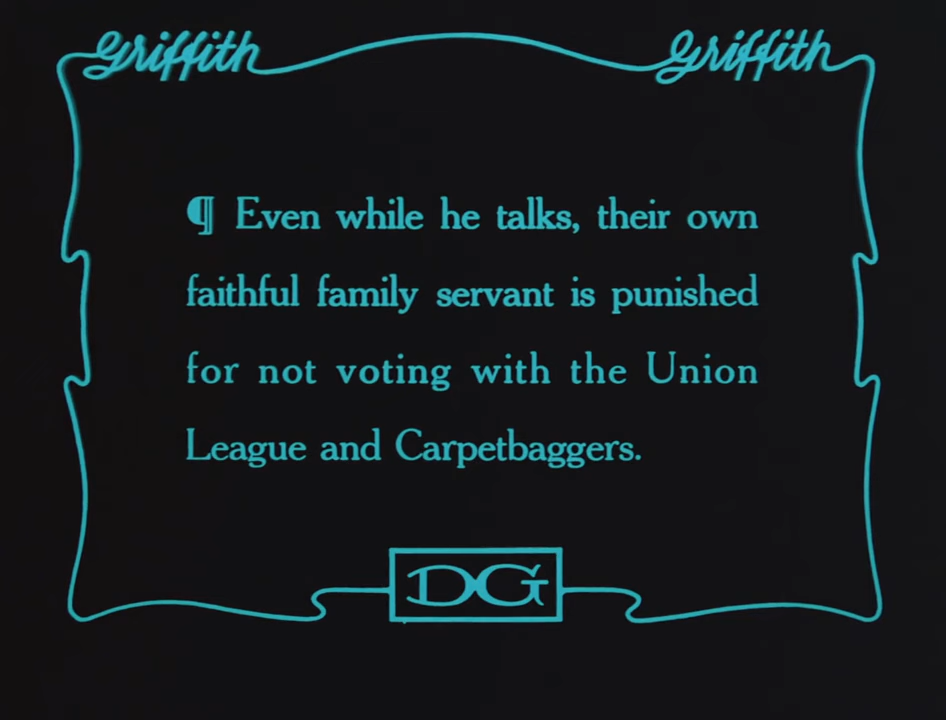 Griffith Griffith
¶ Even while he talks, their own
faithful family servant is punished
for not voting with the Union
League and Carpetbaggers.
DG